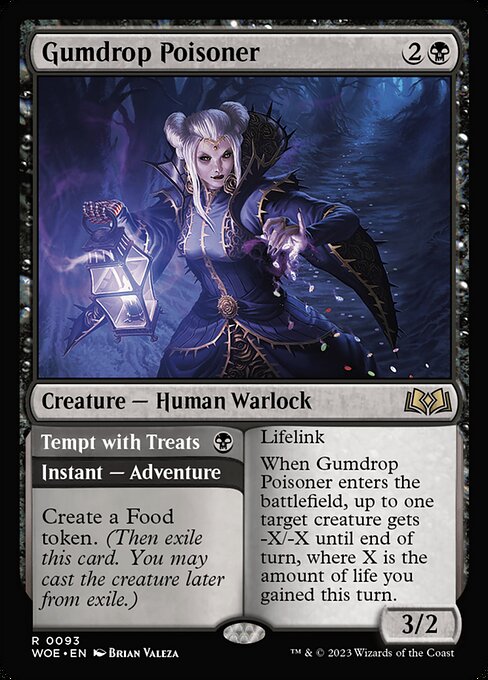 Gumdrop Poisoner 2
Creature — Human Warlock
Tempt with Treats
Instant — Adventure
Create a Food
token. (Then exile
this card. You may
cast the creature later
from exile.)
Lifelink
When Gumdrop
Poisoner enters the
battlefield, up to one
target creature gets
-X/-X until end of
turn, where X is the
amount of life you
gained this turn.
3/2
R 0093
WOE • EN BRIAN VALEZA
™ & © 2023 Wizards of the Coast